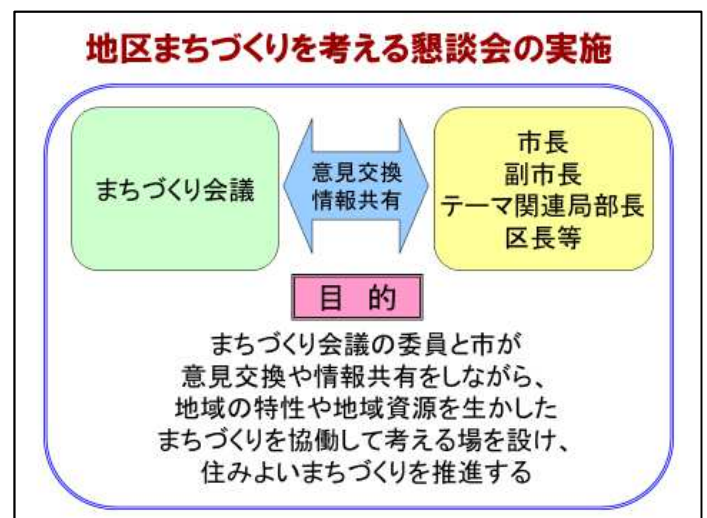 地区まちづくりを考える懇談会の実施
まちづくり会議
意見交換
情報共有
市長
副市長
テーマ関連局部長
区長等
目 的
まちづくり会議の委員と市が
意見交換や情報共有をしながら、
地域の特性や地域資源を生かした
まちづくりを協働して考える場を設け、
住みよいまちづくりを推進する